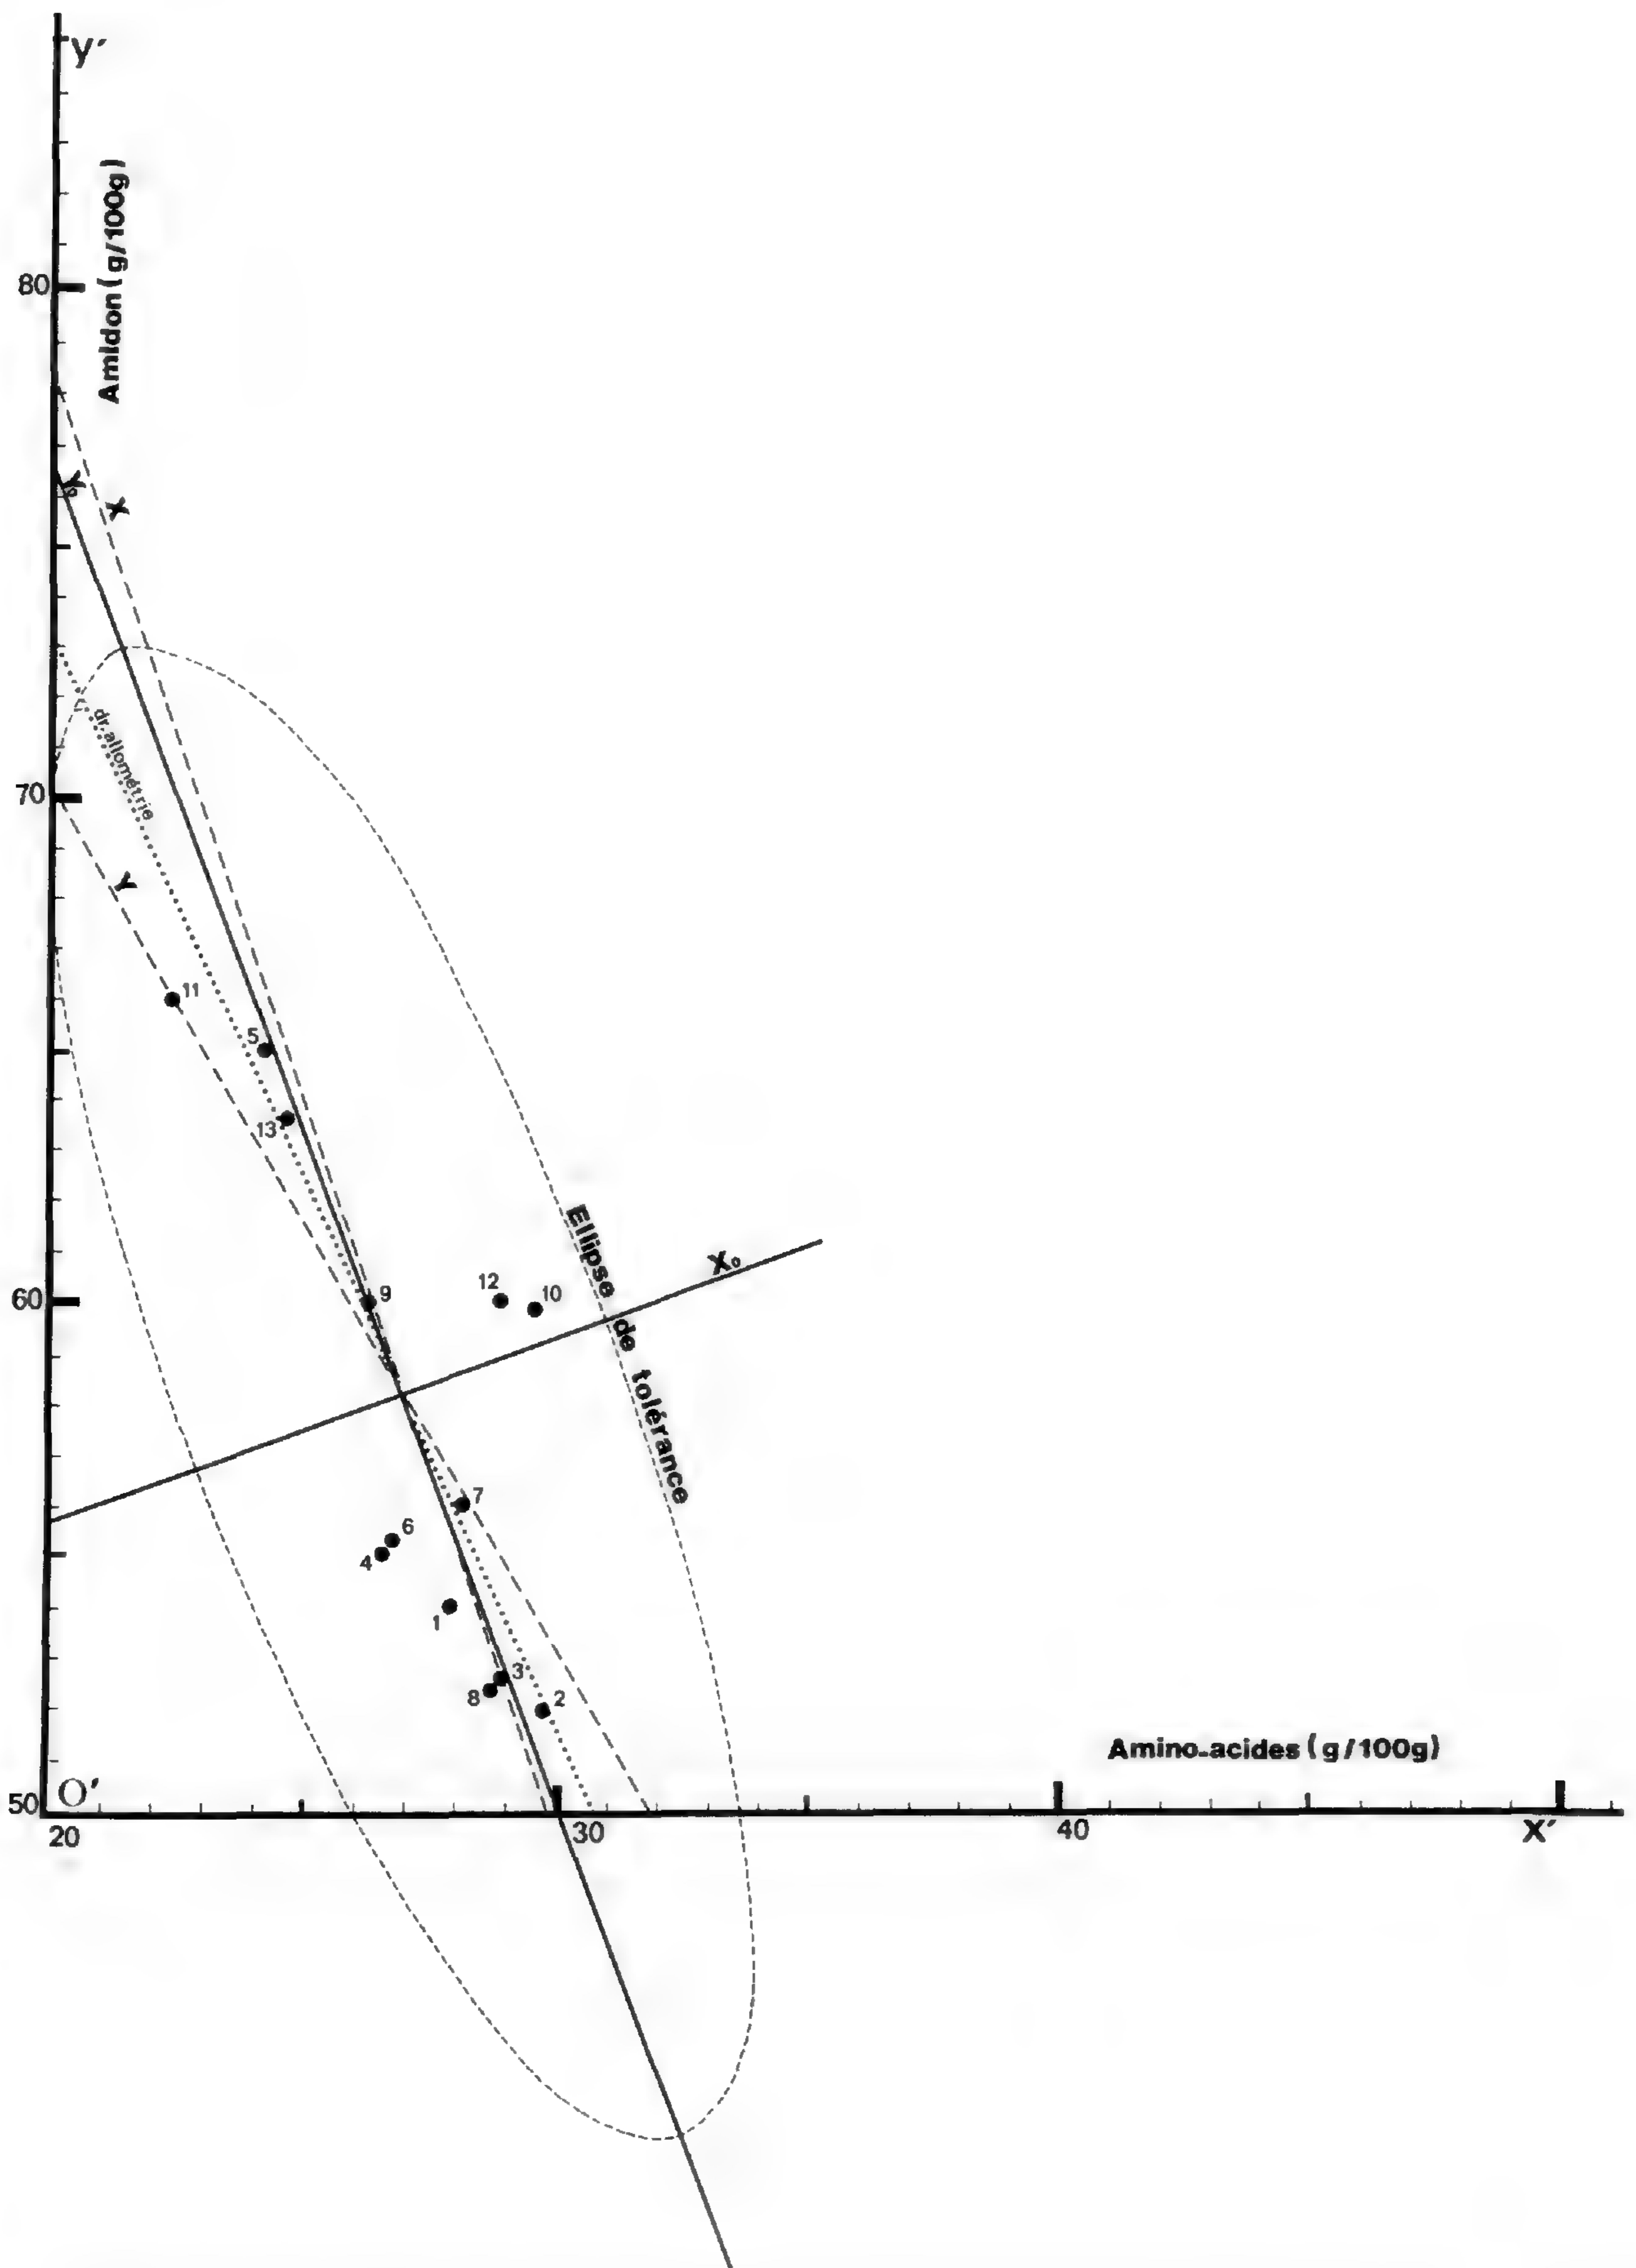 y′
Amidon (g/100g)
80
Y₀
X
dr. allométrie
70
Y
11
5
13
Ellipse de tolérance
X₀
12
10
60
9
7
6
4
1
3
8
2
Amino-acides (g/100g)
50
O'
20
30
40
X′